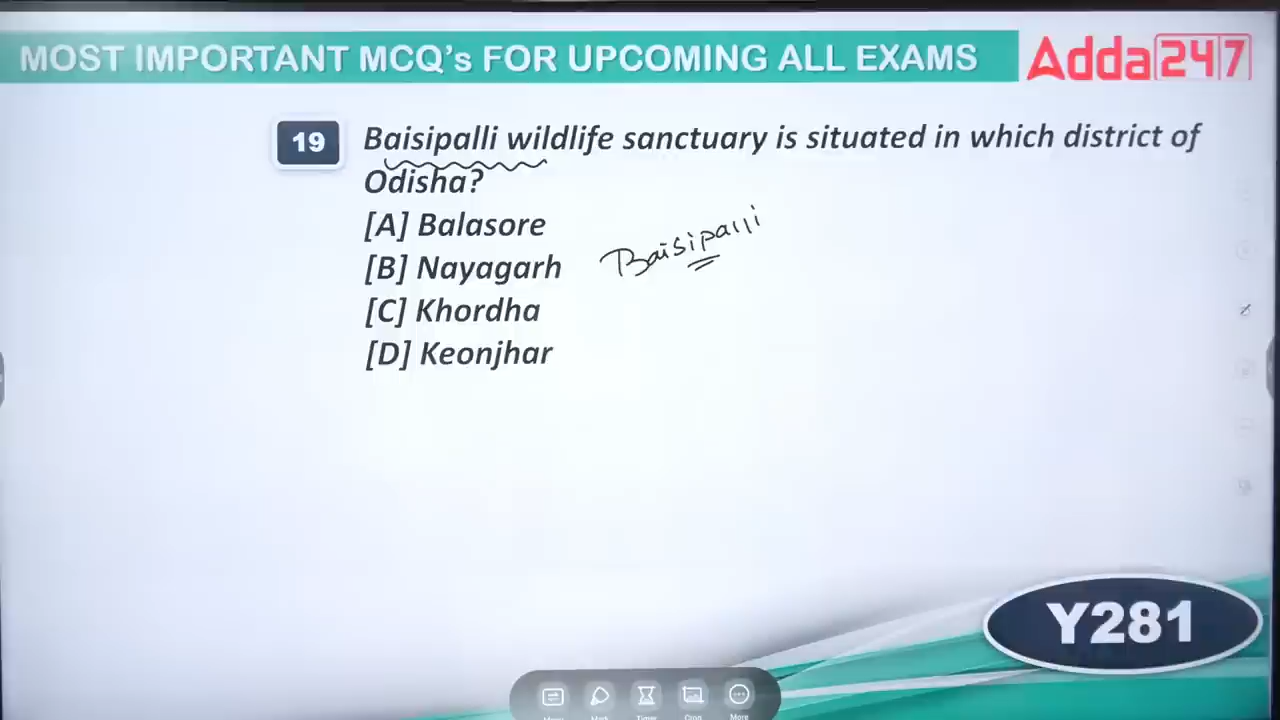 MOST IMPORTANT MCQ's FOR UPCOMING ALL EXAMS
Adda247
19 Baisipalli wildlife sanctuary is situated in which district of
Odisha?
[A] Balasore
[B] Nayagarh
Baisipalli
[C] Khordha
[D] Keonjhar
Y281
More